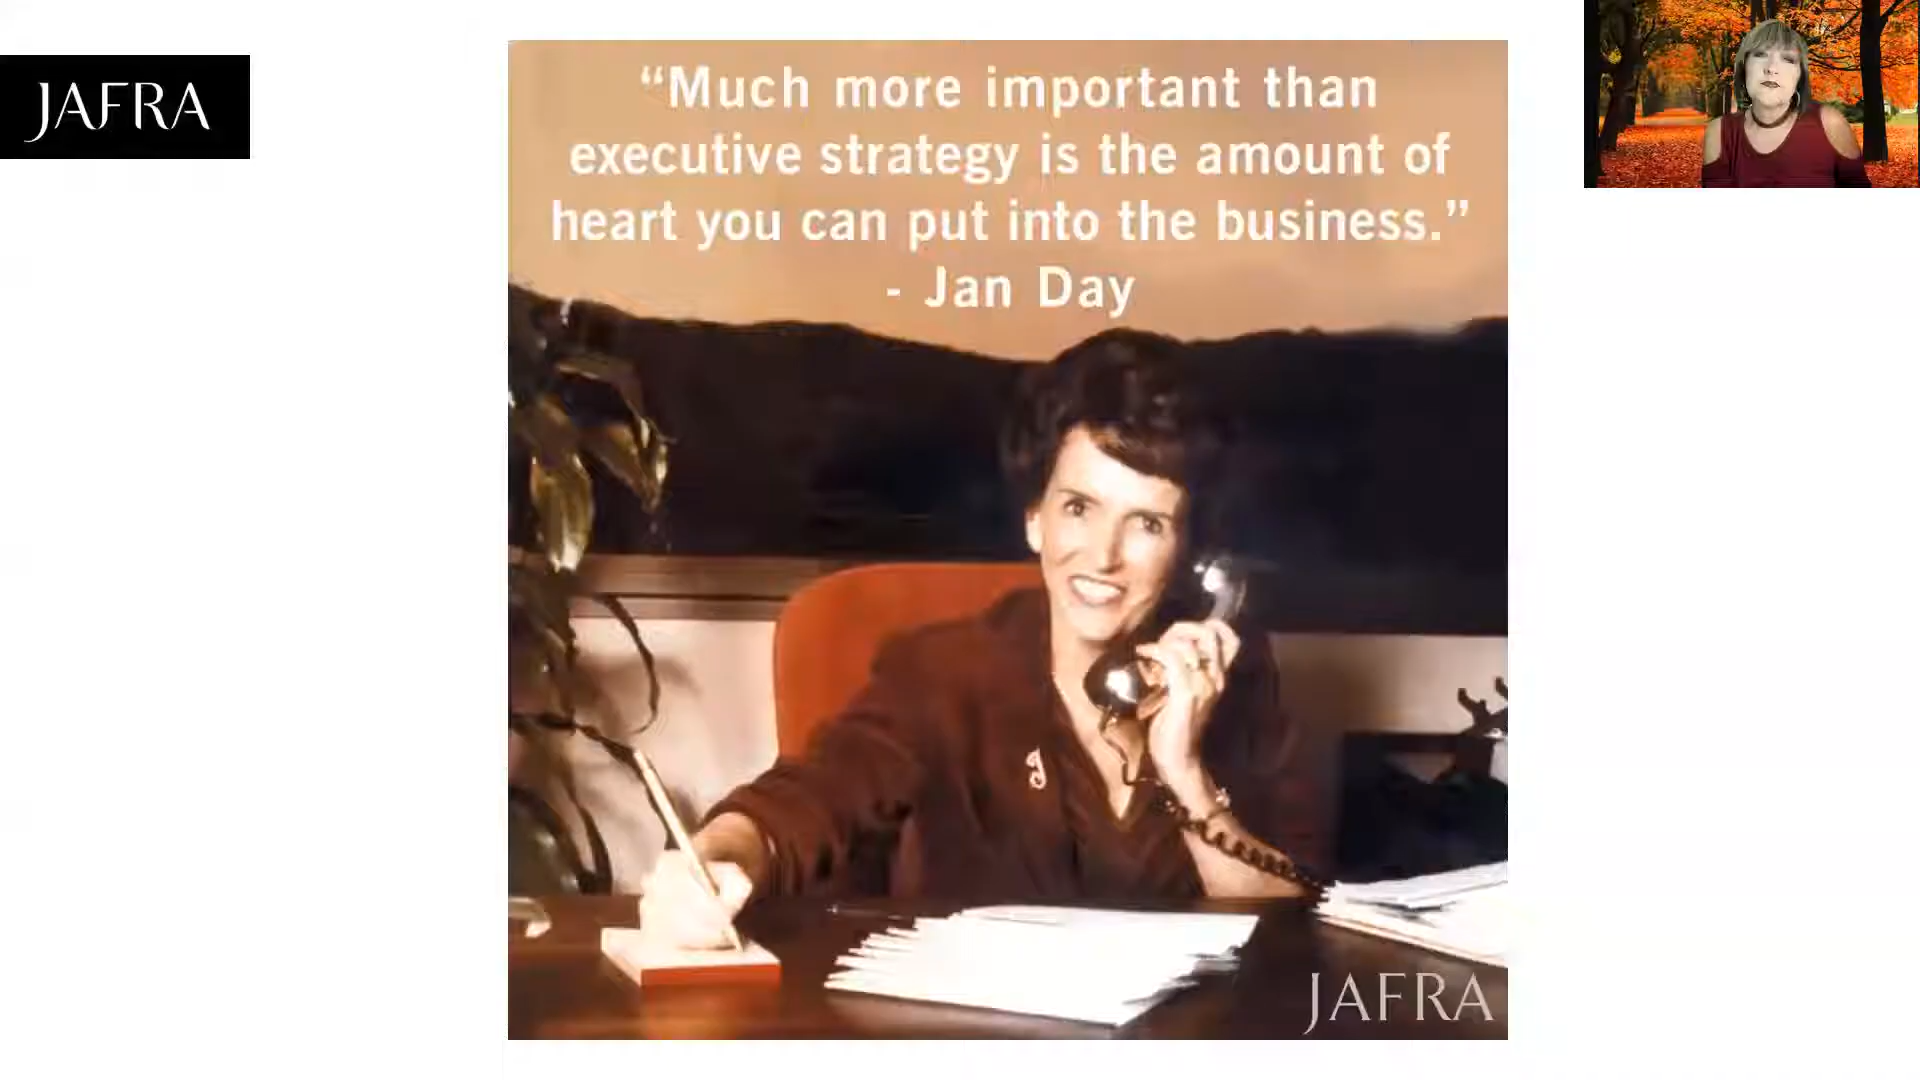 JAFRA
“Much more important than
executive strategy is the amount of
heart you can put into the business.”
- Jan Day
JAFRA